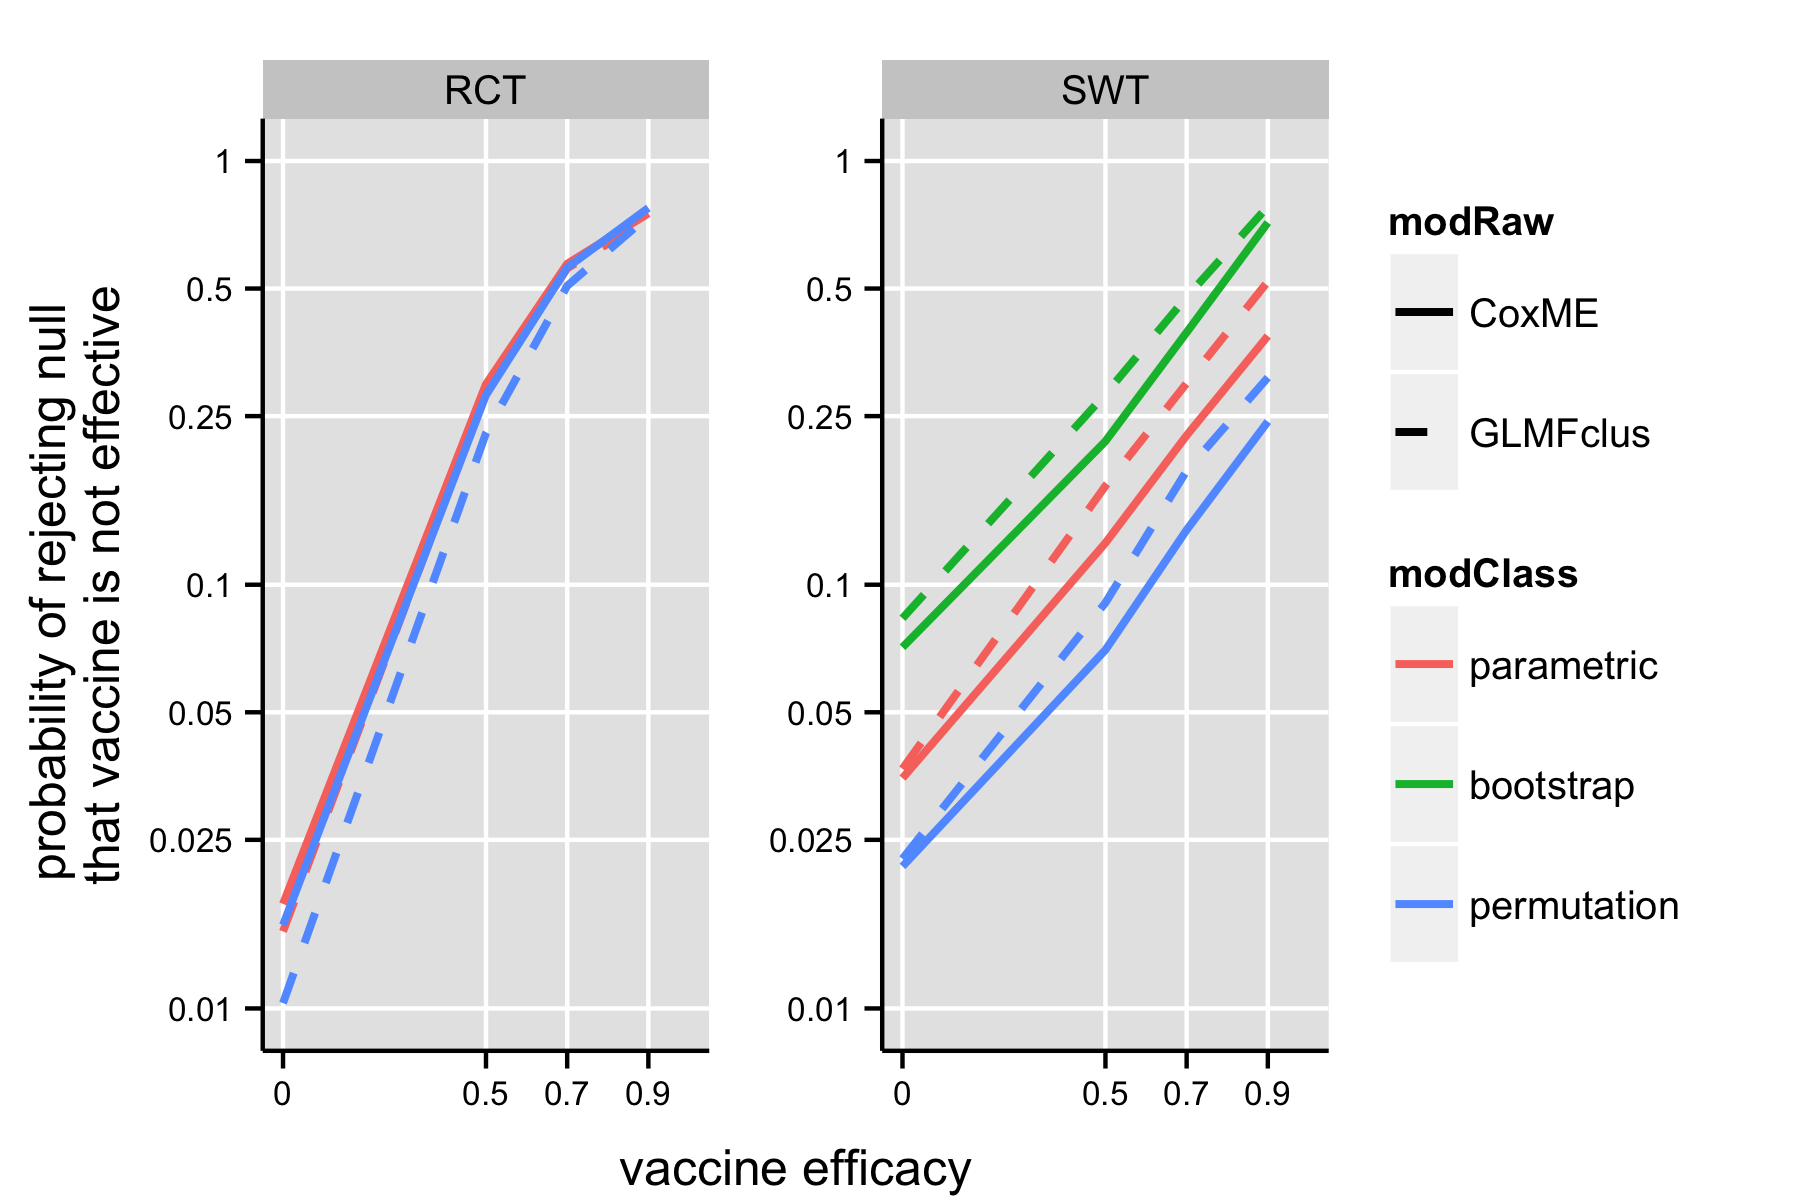 RCT
SWT
probability of rejecting null
that vaccine is not effective
1
0.5
0.25
0.1
0.05
0.025
0.01
0
0.5
0.7
0.9
1
0.5
0.25
0.1
0.05
0.025
0.01
0
0.5
0.7
0.9
vaccine efficacy
modRaw
CoxME
GLMFclus
modClass
parametric
bootstrap
permutation